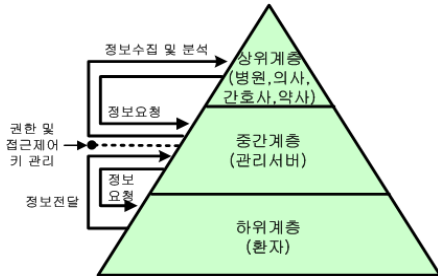 정보수집 및 분석
상위계층
(병원,의사,
간호사,약사)
정보요청
권한 및
접근제어
키 관리
중간계층
(관리서버)
정보
요청
정보전달
하위계층
(환자)